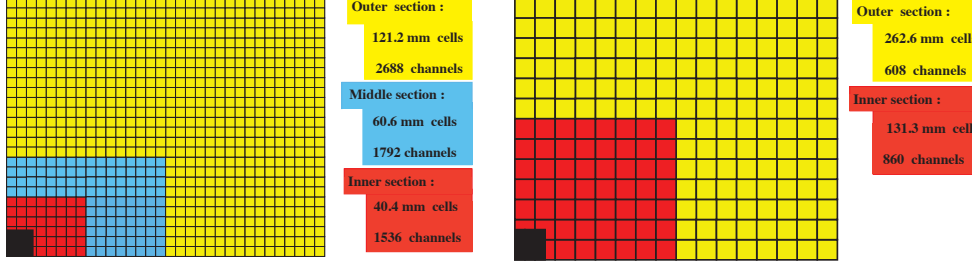 Outer section :
121.2 mm cells
2688 channels
Middle section :
60.6 mm cells
1792 channels
Inner section :
40.4 mm cells
1536 channels
Outer section :
262.6 mm cell
608 channels
Inner section :
131.3 mm cell
860 channels